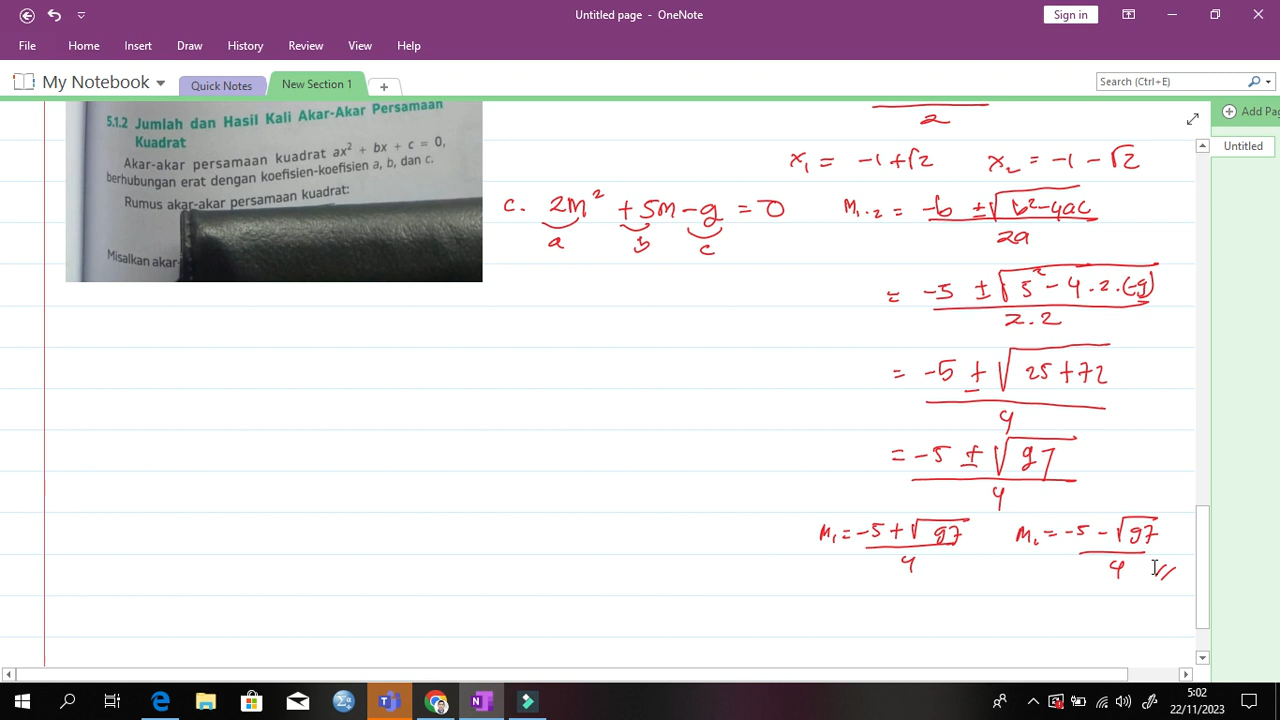 Untitled page - OneNote
Sign in
File Home Insert Draw History Review View Help
My Notebook
Quick Notes
New Section 1
+
Search (Ctrl+E)
Add Pag
Untitled
5.1.2 Jumlah dan Hasil Kali Akar-Akar Persamaan
Kuadrat
Akar-akar persamaan kuadrat ax² + bx + c = 0,
berhubungan erat dengan koefisien-koefisien a, b, dan c.
Rumus akar-akar persamaan kuadrat:
Misalkan akar-
2
x₁ = -1 + √2 x₂ = -1 - √2
c. 2m² + 5m - 9 = 0
a b c
m₁.₂ = -b ± √b² - 4ac
2a
= -5 ± √5² - 4 . 2 . (-9)
2 . 2
= -5 ± √25 + 72
4
= -5 ± √97
4
m₁ = -5 + √97 m₂ = -5 - √97
4 4 //
5:02
22/11/2023